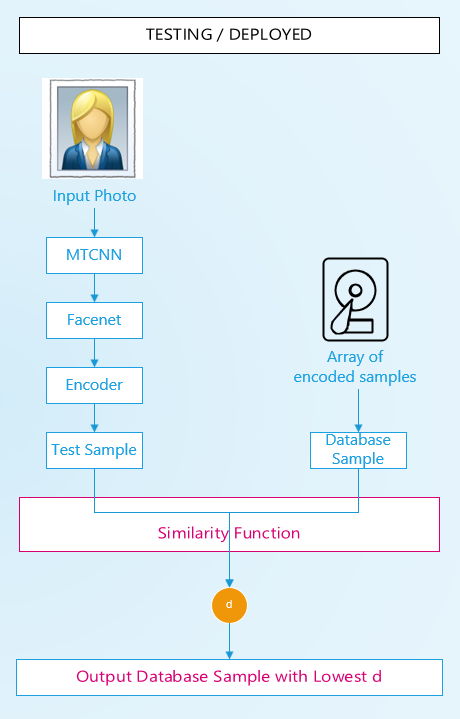 TESTING / DEPLOYED
Input Photo
MTCNN
Facenet
Encoder
Test Sample
Array of
encoded samples
Database
Sample
Similarity Function
d
Output Database Sample with Lowest d